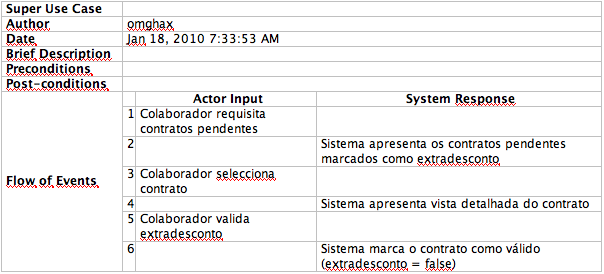 Super Use Case
Author omghax
Date Jan 18, 2010 7:33:53 AM
Brief Description
Preconditions
Post-conditions
Flow of Events
Actor Input System Response
1 Colaborador requisita
contratos pendentes
2 Sistema apresenta os contratos pendentes
marcados como extradesconto
3 Colaborador selecciona
contrato
4 Sistema apresenta vista detalhada do contrato
5 Colaborador valida
extradesconto
6 Sistema marca o contrato como válido
(extradesconto = false)